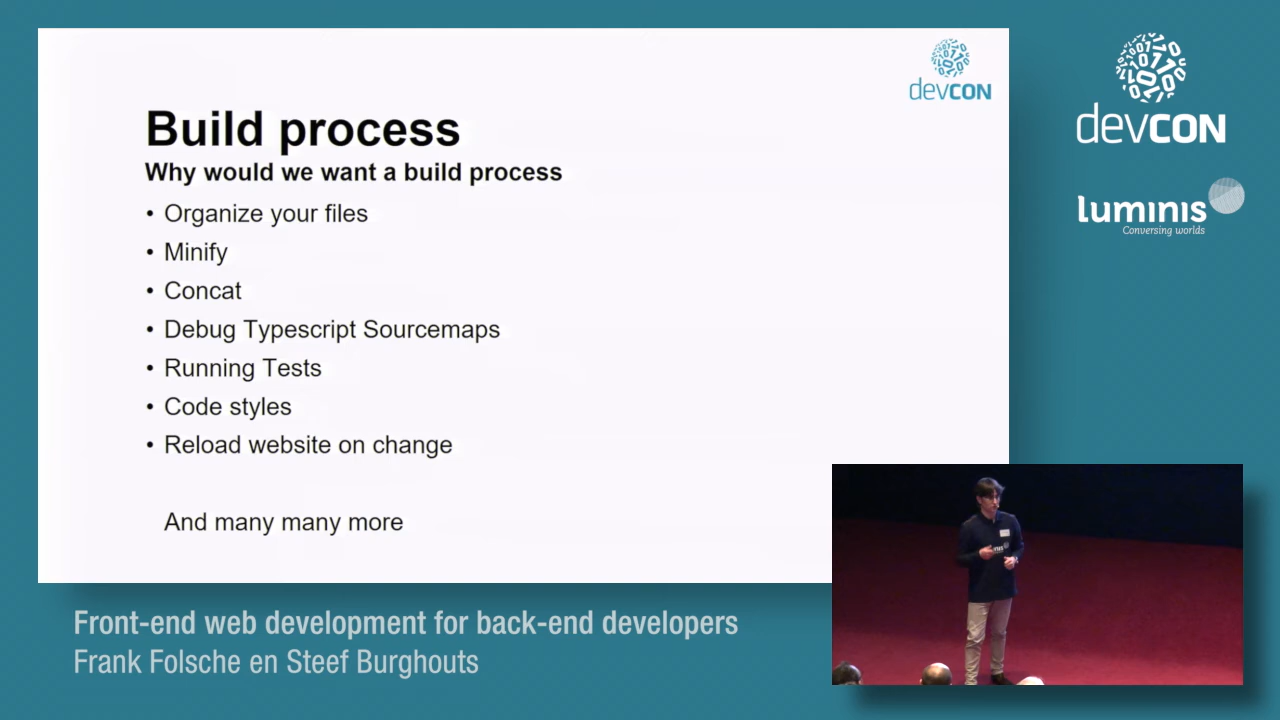 devcon
Build process
Why would we want a build process
• Organize your files
• Minify
• Concat
• Debug Typescript Sourcemaps
• Running Tests
• Code styles
• Reload website on change
And many many more
devcon
luminis
Conversing worlds
Front-end web development for back-end developers
Frank Folsche en Steef Burghouts